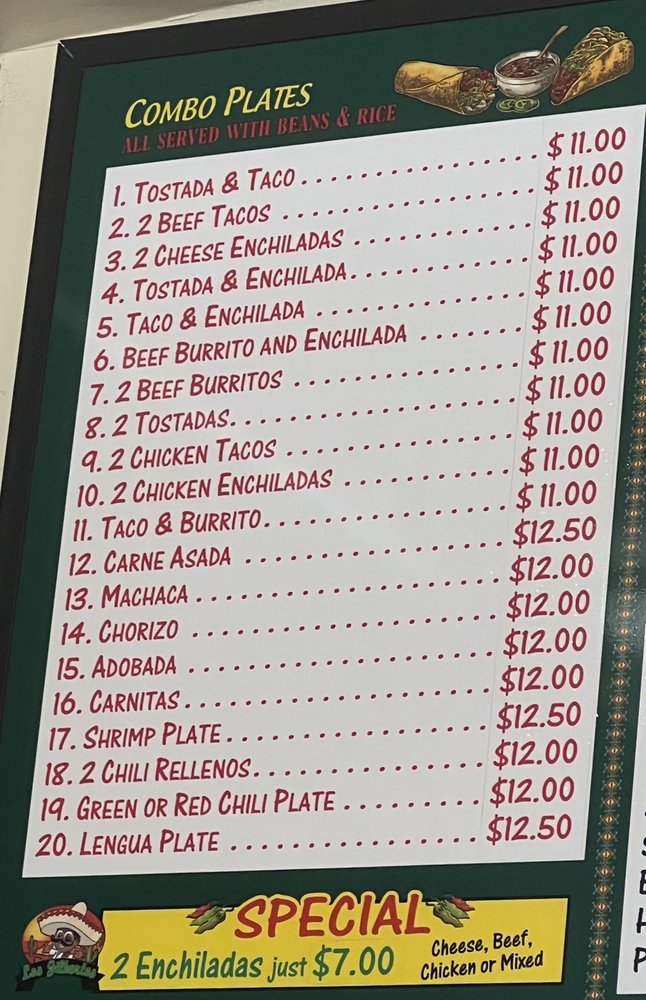 COMBO PLATES
ALL SERVED WITH BEANS & RICE
1. TOSTADA & TACO . . . . . . . . . . . . . . . . $11.00
2. 2 BEEF TACOS . . . . . . . . . . . . . . . . . $11.00
3. 2 CHEESE ENCHILADAS . . . . . . . . . . . . $11.00
4. TOSTADA & ENCHILADA. . . . . . . . . . . . $11.00
5. TACO & ENCHILADA . . . . . . . . . . . . . . $11.00
6. BEEF BURRITO AND ENCHILADA . . . . . . . $11.00
7. 2 BEEF BURRITOS . . . . . . . . . . . . . . . $11.00
8. 2 TOSTADAS. . . . . . . . . . . . . . . . . . . $11.00
9. 2 CHICKEN TACOS . . . . . . . . . . . . . . . $11.00
10. 2 CHICKEN ENCHILADAS . . . . . . . . . . . $11.00
11. TACO & BURRITO. . . . . . . . . . . . . . . . $11.00
12. CARNE ASADA . . . . . . . . . . . . . . . . . $12.50
13. MACHACA . . . . . . . . . . . . . . . . . . . . $12.00
14. CHORIZO . . . . . . . . . . . . . . . . . . . . $12.00
15. ADOBADA . . . . . . . . . . . . . . . . . . . . $12.00
16. CARNITAS. . . . . . . . . . . . . . . . . . . . $12.00
17. SHRIMP PLATE. . . . . . . . . . . . . . . . . $12.50
18. 2 CHILI RELLENOS. . . . . . . . . . . . . . . $12.00
19. GREEN OR RED CHILI PLATE . . . . . . . . . $12.00
20. LENGUA PLATE . . . . . . . . . . . . . . . . $12.50
SPECIAL
2 Enchiladas just $7.00
Cheese, Beef,
Chicken or Mixed